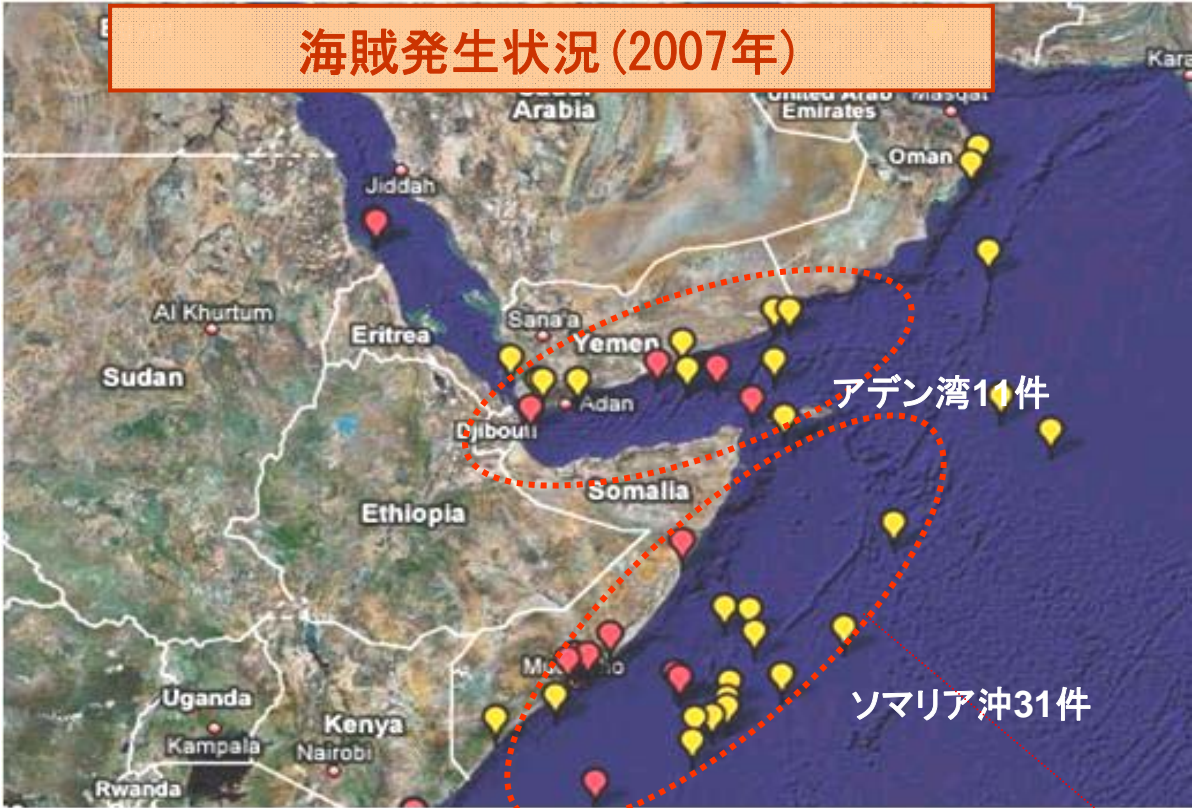 海賊発生状況(2007年)
Kara
Arabia
United Arab
Emirates
Masqat
Oman
Jiddah
Al Khurtum
Eritrea
Sana'a
Yemen
Sudan
Adan
アデン湾11件
Djibouti
Somalia
Ethiopia
ソマリア沖31件
Uganda
Kenya
Kampala
Nairobi
Rwanda